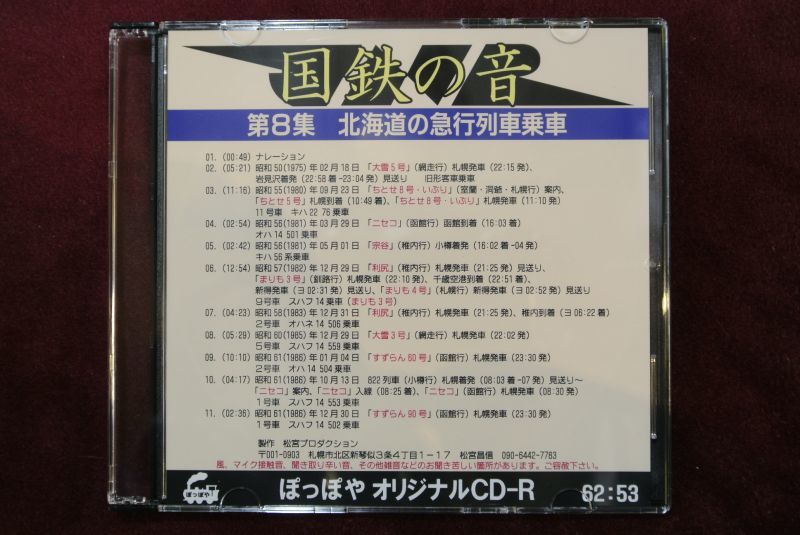 国鉄の音
第8集 北海道の急行列車乗車
01. (00:49) ナレーション
02. (05:21) 昭和50(1975)年02月18日 「大雪5号」(網走行)札幌発車(22:15発)、
岩見沢着発(22:58着-23:04発)見送り 旧形客車乗車
03. (11:16) 昭和55(1980)年09月23日 「ちとせ8号・いぶり」(室蘭・洞爺・札幌行)案内、
「ちとせ5号」札幌到着(10:49着)、「ちとせ8号・いぶり」札幌発車(11:10発)
11号車 キハ22 76乗車
04. (02:54) 昭和56(1981)年03月29日 「ニセコ」(函館行)函館到着(16:03着)
オハ14 501乗車
05. (02:42) 昭和56(1981)年05月01日 「宗谷」(稚内行)小樽着発(16:02着-04発)
キハ56系乗車
06. (12:54) 昭和57(1982)年12月29日 「利尻」(稚内行)札幌発車(21:25発)見送り、
「まりも3号」(釧路行)札幌発車(22:10発)、千歳空港到着(22:51着)、
新得発車(ヨ02:31発)見送り、「まりも4号」(札幌行)新得発車(ヨ02:52発)見送り
9号車 スハフ14乗車(まりも3号)
07. (04:23) 昭和58(1983)年12月31日 「利尻」(稚内行)札幌発車(21:25発)、稚内到着(ヨ06:22着)
2号車 オハネ14 506乗車
08. (05:29) 昭和60(1985)年12月29日 「大雪3号」(網走行)札幌発車(22:02発)
5号車 スハフ14 559乗車
09. (10:10) 昭和61(1986)年01月04日 「すずらん60号」(函館行)札幌発車(23:30発)
2号車 オハ14 504乗車
10. (04:17) 昭和61(1986)年10月13日 822列車(小樽行)札幌着発(08:03着-07発)見送り~
「ニセコ」案内、「ニセコ」入線(08:25着)、「ニセコ」(函館行)札幌発車(08:30発)
1号車 スハフ14 553乗車
11. (02:36) 昭和61(1986)年12月30日 「すずらん90号」(函館行)札幌発車(23:30発)
1号車 スハフ14 502乗車
製作 松宮プロダクション
〒001-0903 札幌市北区新琴似3条4丁目1-17 松宮昌信 090-6442-7763
風、マイク接触音、聞き取り辛い音、その他雑音などのお聞き苦しい箇所があります。ご容赦下さい。
ぽっぽや
ぽっぽや オリジナルCD-R 62:53